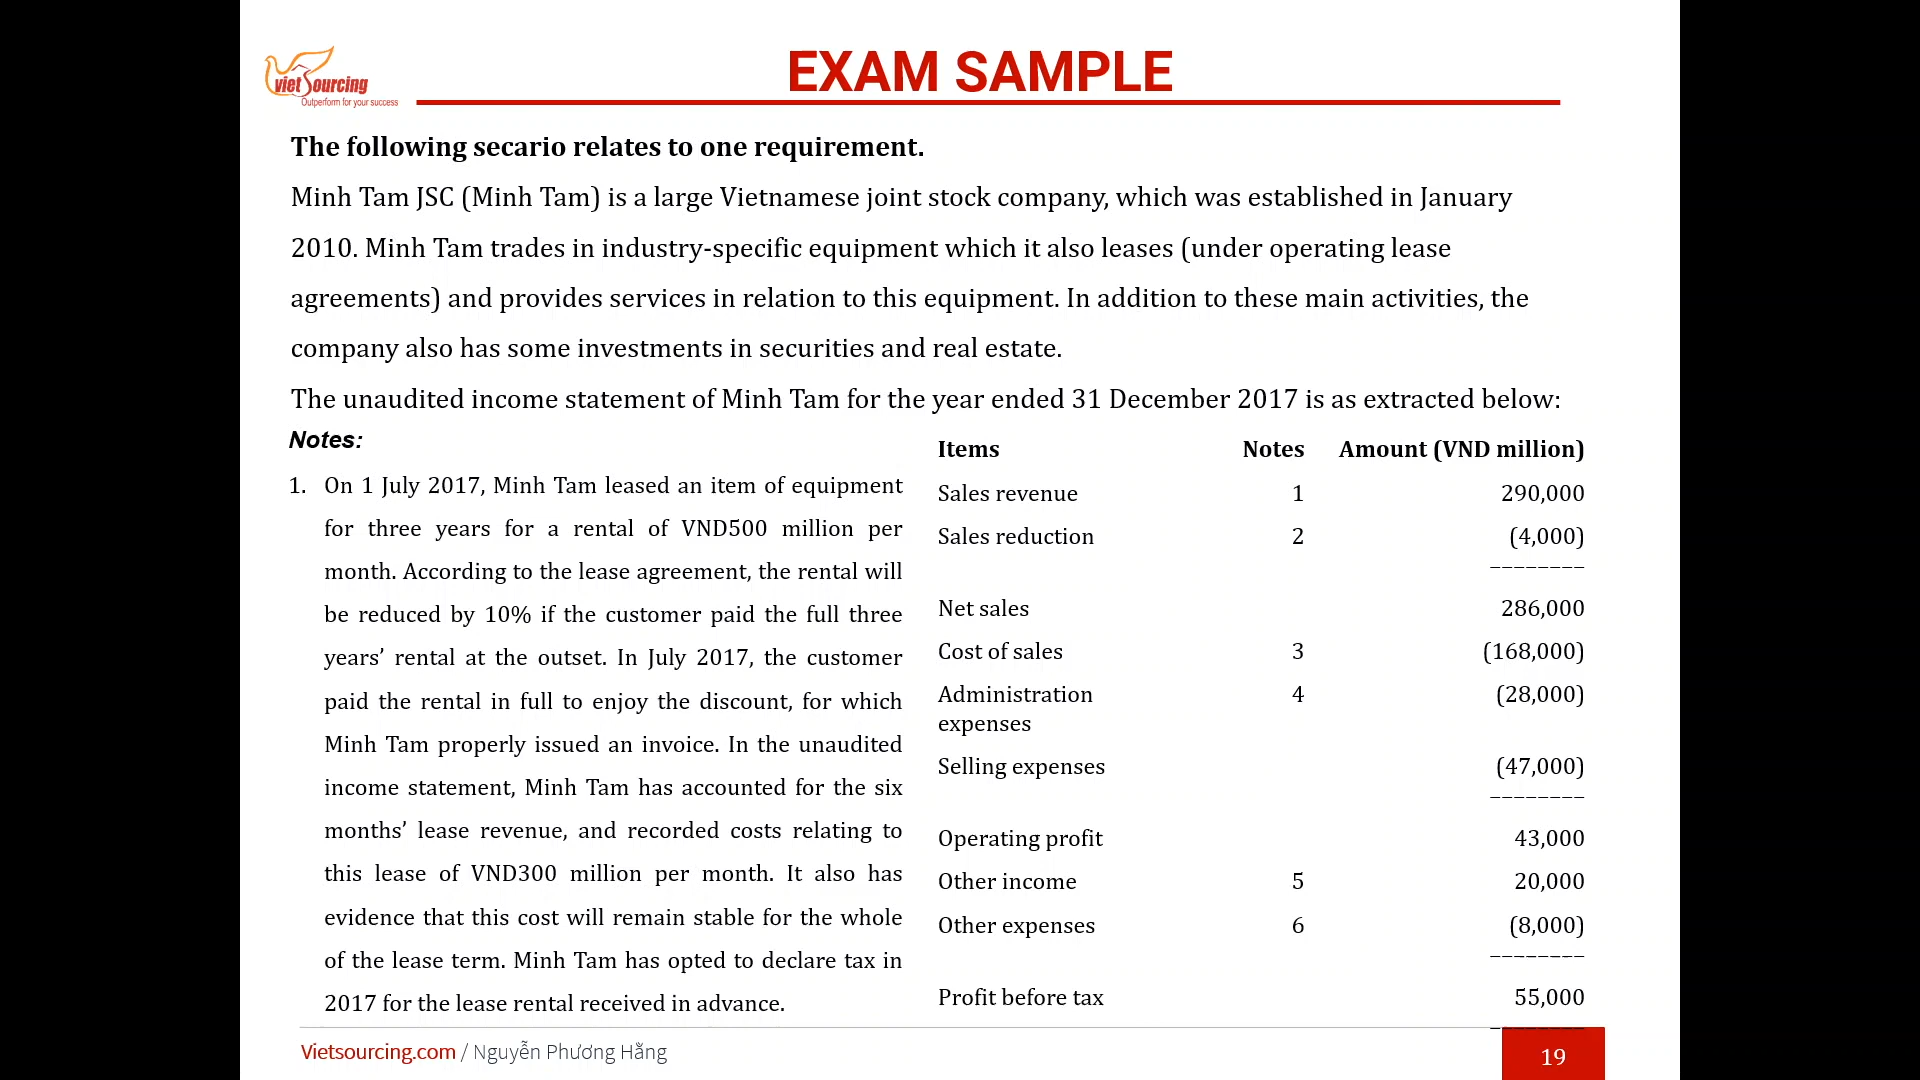 viet Sourcing
Outperform for your success
EXAM SAMPLE
The following secario relates to one requirement.
Minh Tam JSC (Minh Tam) is a large Vietnamese joint stock company, which was established in January
2010. Minh Tam trades in industry-specific equipment which it also leases (under operating lease
agreements) and provides services in relation to this equipment. In addition to these main activities, the
company also has some investments in securities and real estate.
The unaudited income statement of Minh Tam for the year ended 31 December 2017 is as extracted below:
Notes:
1. On 1 July 2017, Minh Tam leased an item of equipment
for three years for a rental of VND500 million per
month. According to the lease agreement, the rental will
be reduced by 10% if the customer paid the full three
years’ rental at the outset. In July 2017, the customer
paid the rental in full to enjoy the discount, for which
Minh Tam properly issued an invoice. In the unaudited
income statement, Minh Tam has accounted for the six
months’ lease revenue, and recorded costs relating to
this lease of VND300 million per month. It also has
evidence that this cost will remain stable for the whole
of the lease term. Minh Tam has opted to declare tax in
2017 for the lease rental received in advance.
Items Notes Amount (VND million)
Sales revenue 1 290,000
Sales reduction 2 (4,000)
––––––––
Net sales 286,000
Cost of sales 3 (168,000)
Administration 4 (28,000)
expenses
Selling expenses (47,000)
––––––––
Operating profit 43,000
Other income 5 20,000
Other expenses 6 (8,000)
––––––––
Profit before tax 55,000
––––––––
Vietsourcing.com / Nguyễn Phương Hằng
19